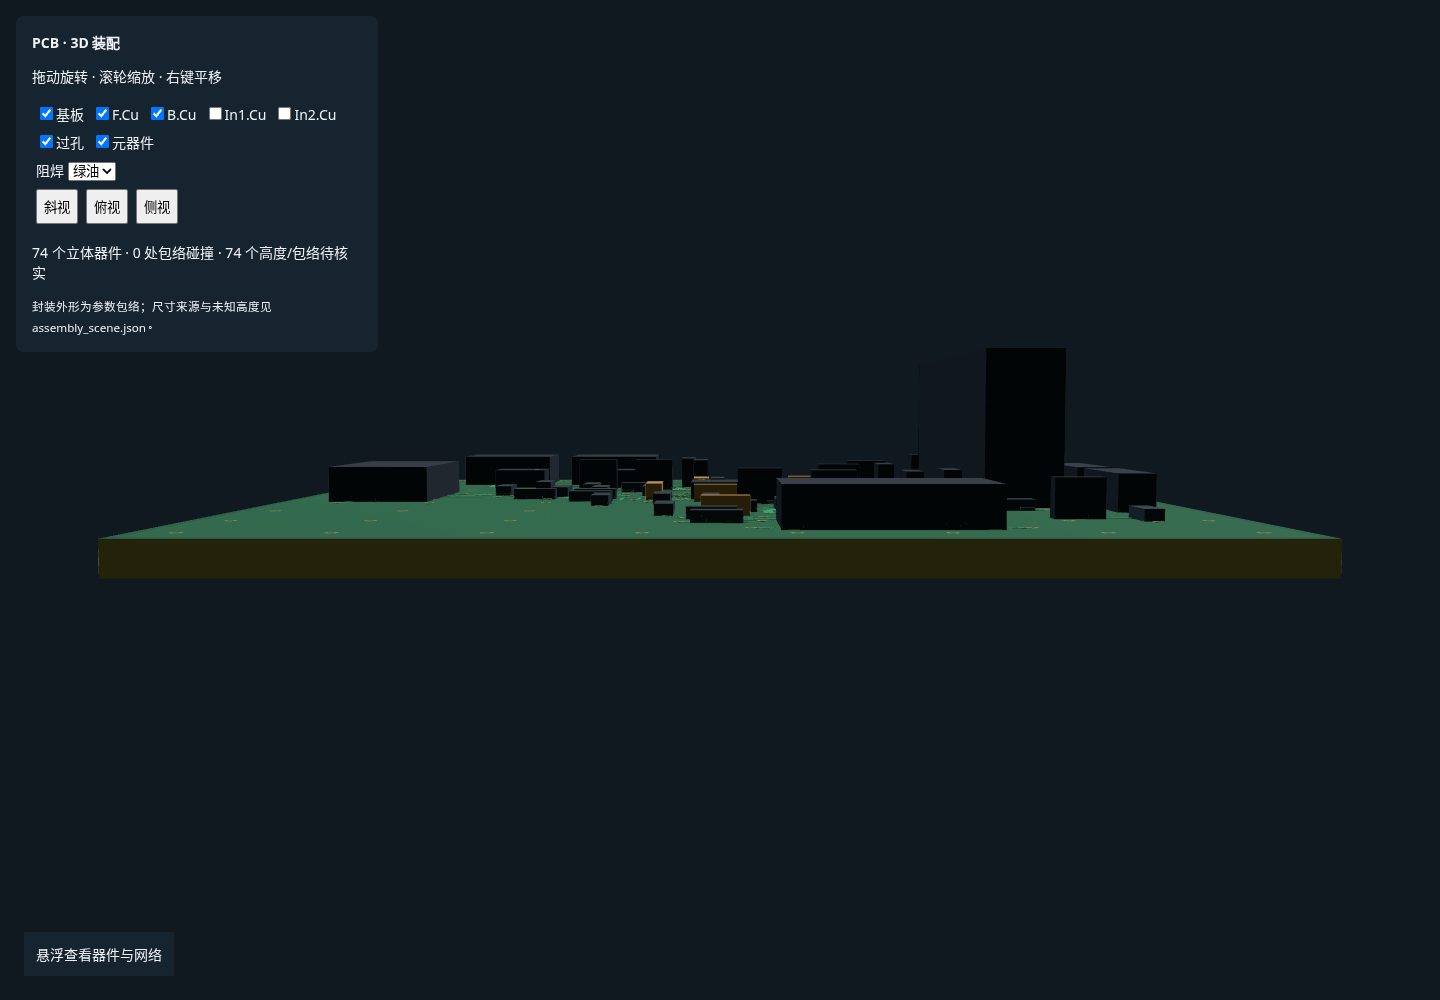 PCB · 3D 装配
拖动旋转 · 滚轮缩放 · 右键平移
基板 F.Cu B.Cu In1.Cu In2.Cu
过孔 元器件
阻焊 绿油
斜视 俯视 侧视
74 个立体器件 · 0 处包络碰撞 · 74 个高度/包络待核
实
封装外形为参数包络；尺寸来源与未知高度见
assembly_scene.json。
悬浮查看器件与网络